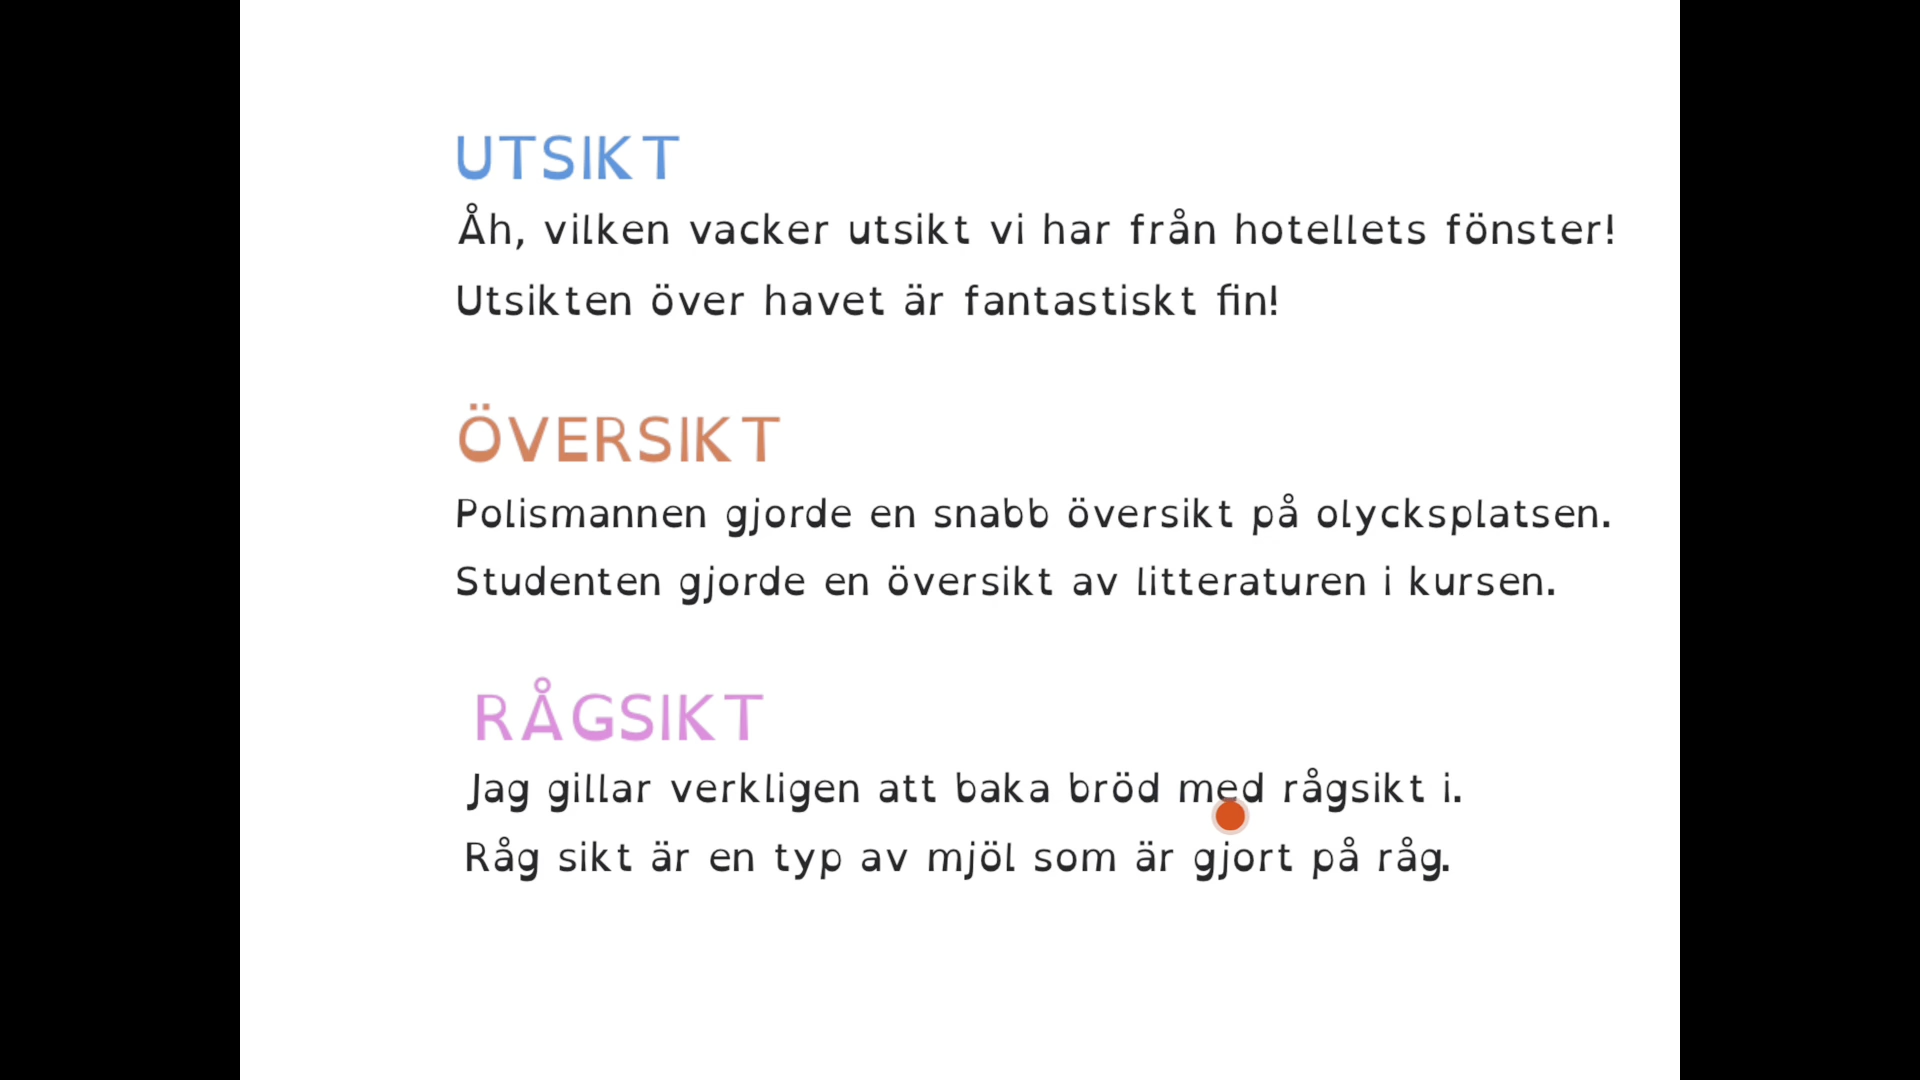 UTSIKT
Åh, vilken vacker utsikt vi har från hotellets fönster!
Utsikten över havet är fantastiskt fin!
ÖVERSIKT
Polismannen gjorde en snabb översikt på olycksplatsen.
Studenten gjorde en översikt av litteraturen i kursen.
RÅGSIKT
Jag gillar verkligen att baka bröd med rågsikt i.
Råg sikt är en typ av mjöl som är gjort på råg.